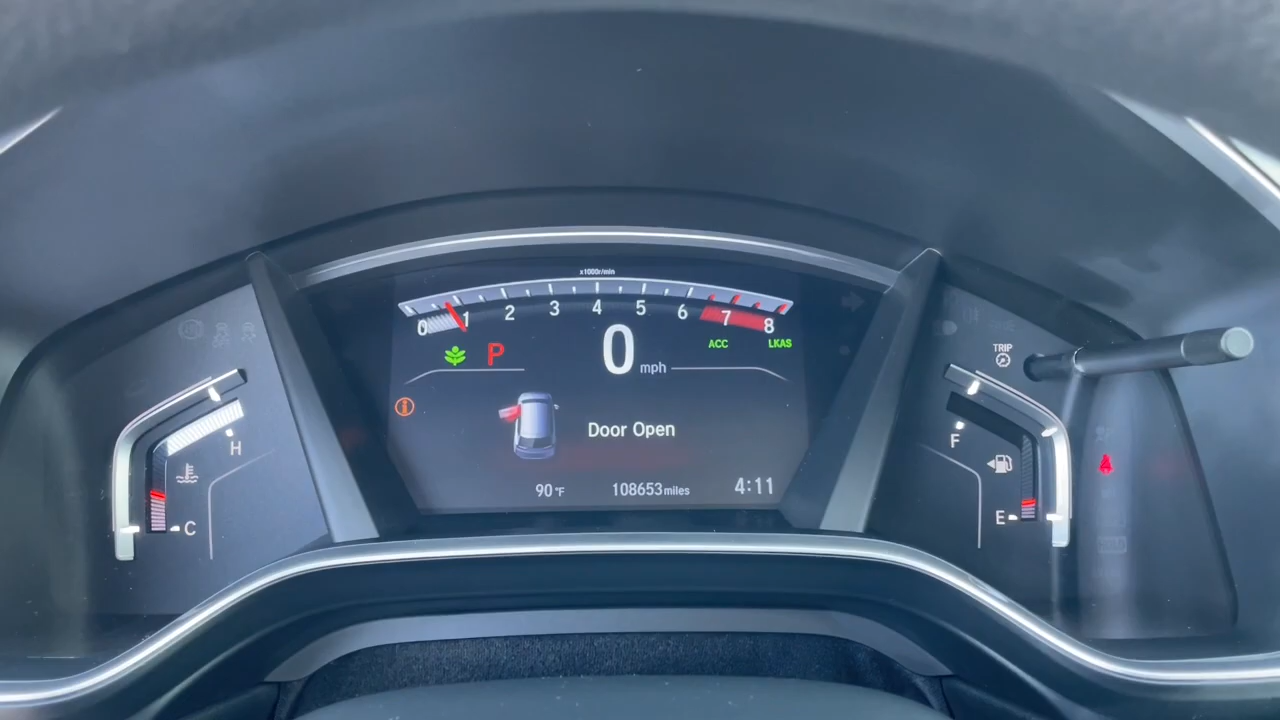 x1000r/min
0 1 2 3 4 5 6 7 8
P
0 mph
ACC
LKAS
TRIP
H
C
F
E
Door Open
90°F
108653 miles
4:11